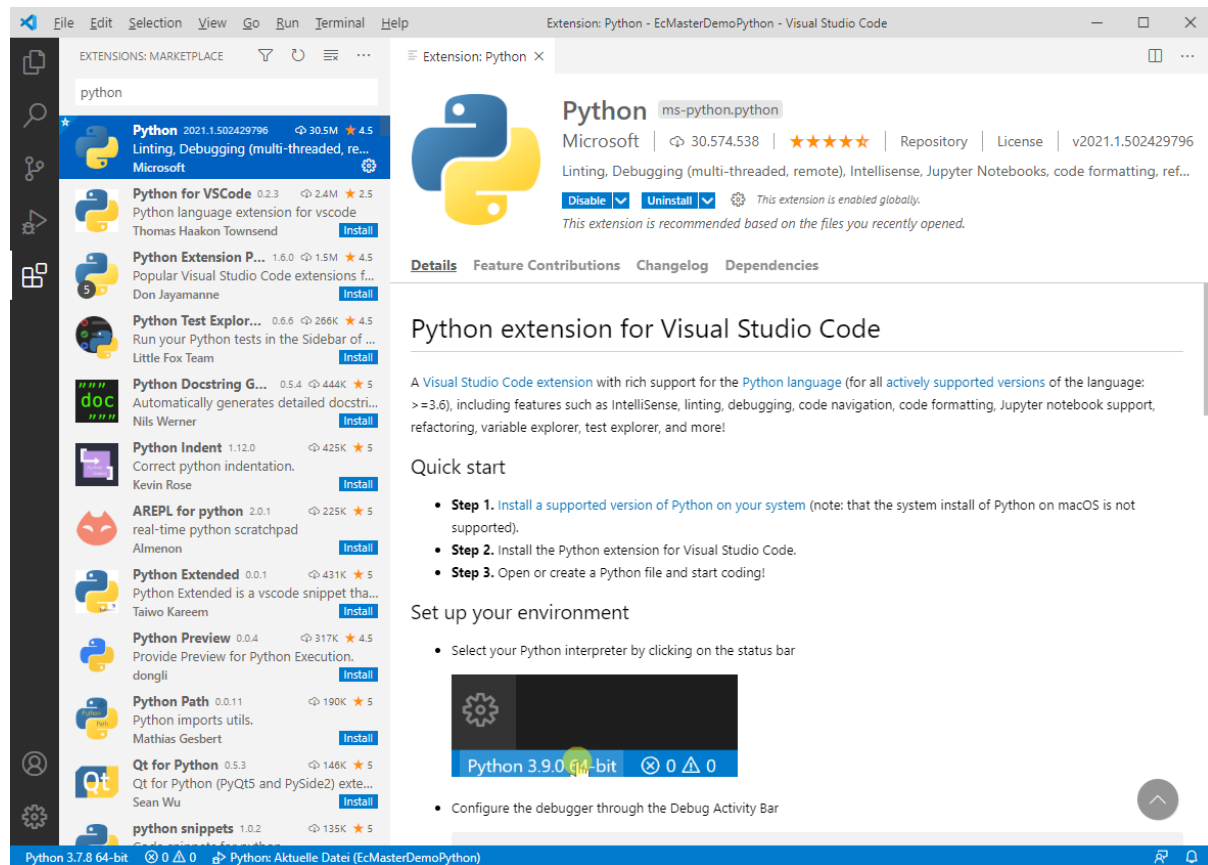 File Edit Selection View Go Run Terminal Help
Extension: Python - EcMasterDemoPython - Visual Studio Code
EXTENSIONS: MARKETPLACE
python
Python 2021.1.502429796 30.5M ★ 4.5
Linting, Debugging (multi-threaded, re...
Microsoft
Python for VSCode 0.2.3 2.4M ★ 2.5
Python language extension for vscode
Thomas Haakon Townsend Install
Python Extension P... 1.6.0 1.5M ★ 4.5
Popular Visual Studio Code extensions f...
5
Don Jayamanne Install
Python Test Explor... 0.6.6 266K ★ 4.5
Run your Python tests in the Sidebar of ...
Little Fox Team Install
Python Docstring G... 0.5.4 444K ★ 5
""" doc """
Automatically generates detailed docstri...
Nils Werner Install
Python Indent 1.12.0 425K ★ 5
Correct python indentation.
Kevin Rose Install
AREPL for python 2.0.1 225K ★ 5
real-time python scratchpad
Almenon Install
Python Extended 0.0.1 431K ★ 5
Python Extended is a vscode snippet tha...
Taiwo Kareem Install
Python Preview 0.0.4 317K ★ 4.5
Provide Preview for Python Execution.
dongli Install
Python Path 0.0.11 190K ★ 5
Python imports utils.
Mathias Gesbert Install
Qt for Python 0.5.3 146K ★ 5
Qt
Qt for Python (PyQt5 and PySide2) exte...
Sean Wu Install
python snippets 1.0.2 135K ★ 5
Extension: Python
Python ms-python.python
Microsoft 30.574.538 Repository License v2021.1.502429796
Linting, Debugging (multi-threaded, remote), Intellisense, Jupyter Notebooks, code formatting, ref...
Disable Uninstall This extension is enabled globally.
This extension is recommended based on the files you recently opened.
Details Feature Contributions Changelog Dependencies
Python extension for Visual Studio Code
A Visual Studio Code extension with rich support for the Python language (for all actively supported versions of the language:
>=3.6), including features such as IntelliSense, linting, debugging, code navigation, code formatting, Jupyter notebook support,
refactoring, variable explorer, test explorer, and more!
Quick start
• Step 1. Install a supported version of Python on your system (note: that the system install of Python on macOS is not
supported).
• Step 2. Install the Python extension for Visual Studio Code.
• Step 3. Open or create a Python file and start coding!
Set up your environment
• Select your Python interpreter by clicking on the status bar
Python 3.9.0 64-bit 0 0
• Configure the debugger through the Debug Activity Bar
Python 3.7.8 64-bit 0 0 Python: Aktuelle Datei (EcMasterDemoPython)